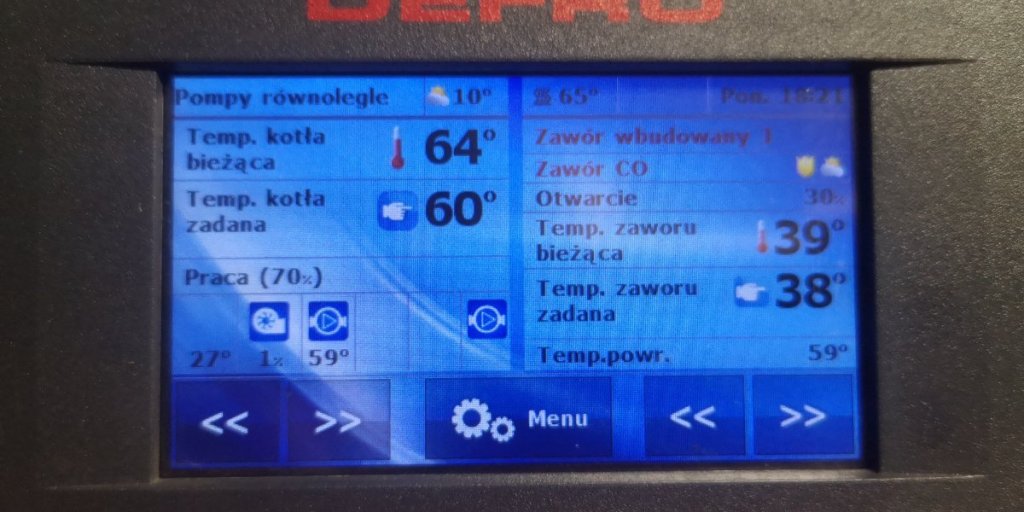 DEFRO
Pompy równolegle 10°
Temp. kotła
bieżąca 64°
Temp. kotła
zadana 60°
Praca (70%)
27° 1% 59°
65° Pon. 18:21
Zawór wbudowany 1
Zawór CO
Otwarcie 30%
Temp. zaworu
bieżąca 39°
Temp. zaworu
zadana 38°
Temp.powr. 59°
<< >> Menu << >>